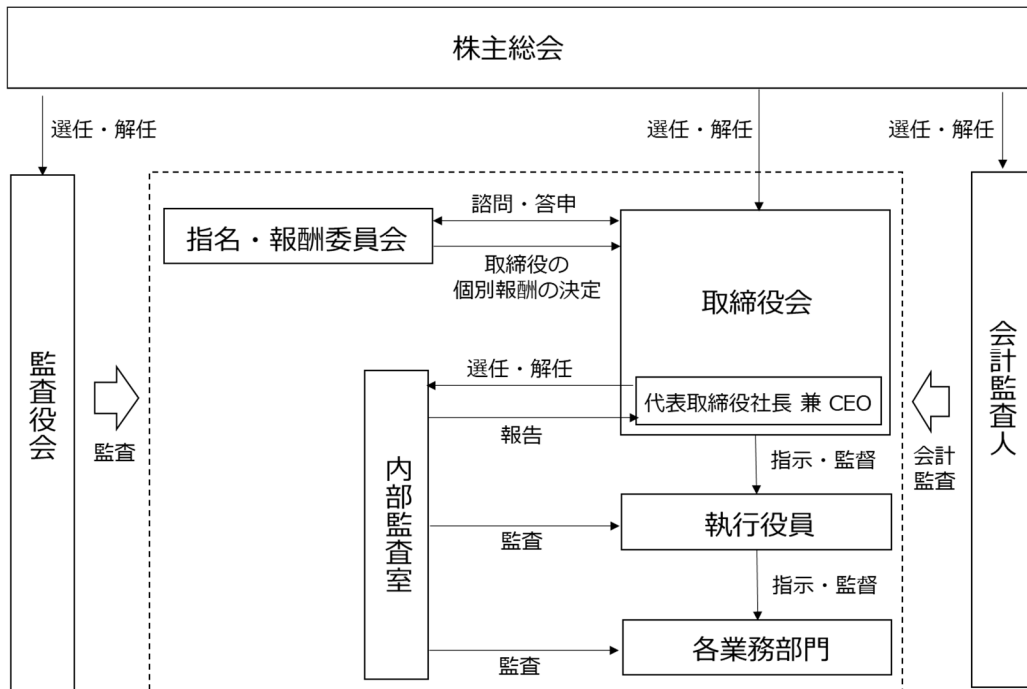 株主総会
選任・解任
選任・解任
選任・解任
指名・報酬委員会
諮問・答申
取締役の
個別報酬の決定
取締役会
代表取締役社長 兼 CEO
監査役会
監査
選任・解任
報告
内部監査室
指示・監督
執行役員
監査
指示・監督
各業務部門
監査
会計
監査
会計監査人